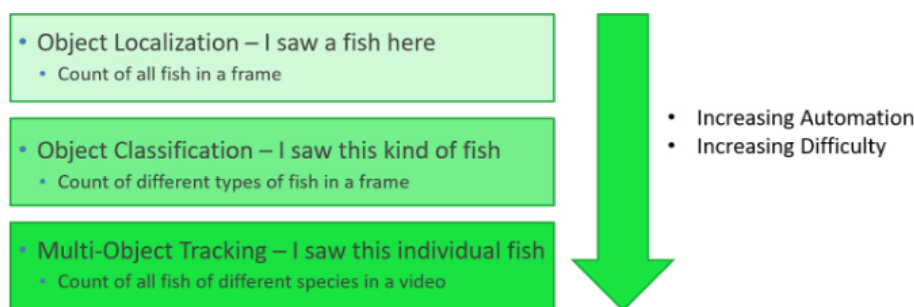 • Object Localization – I saw a fish here
• Count of all fish in a frame
• Object Classification – I saw this kind of fish
• Count of different types of fish in a frame
• Multi-Object Tracking – I saw this individual fish
• Count of all fish of different species in a video
• Increasing Automation
• Increasing Difficulty